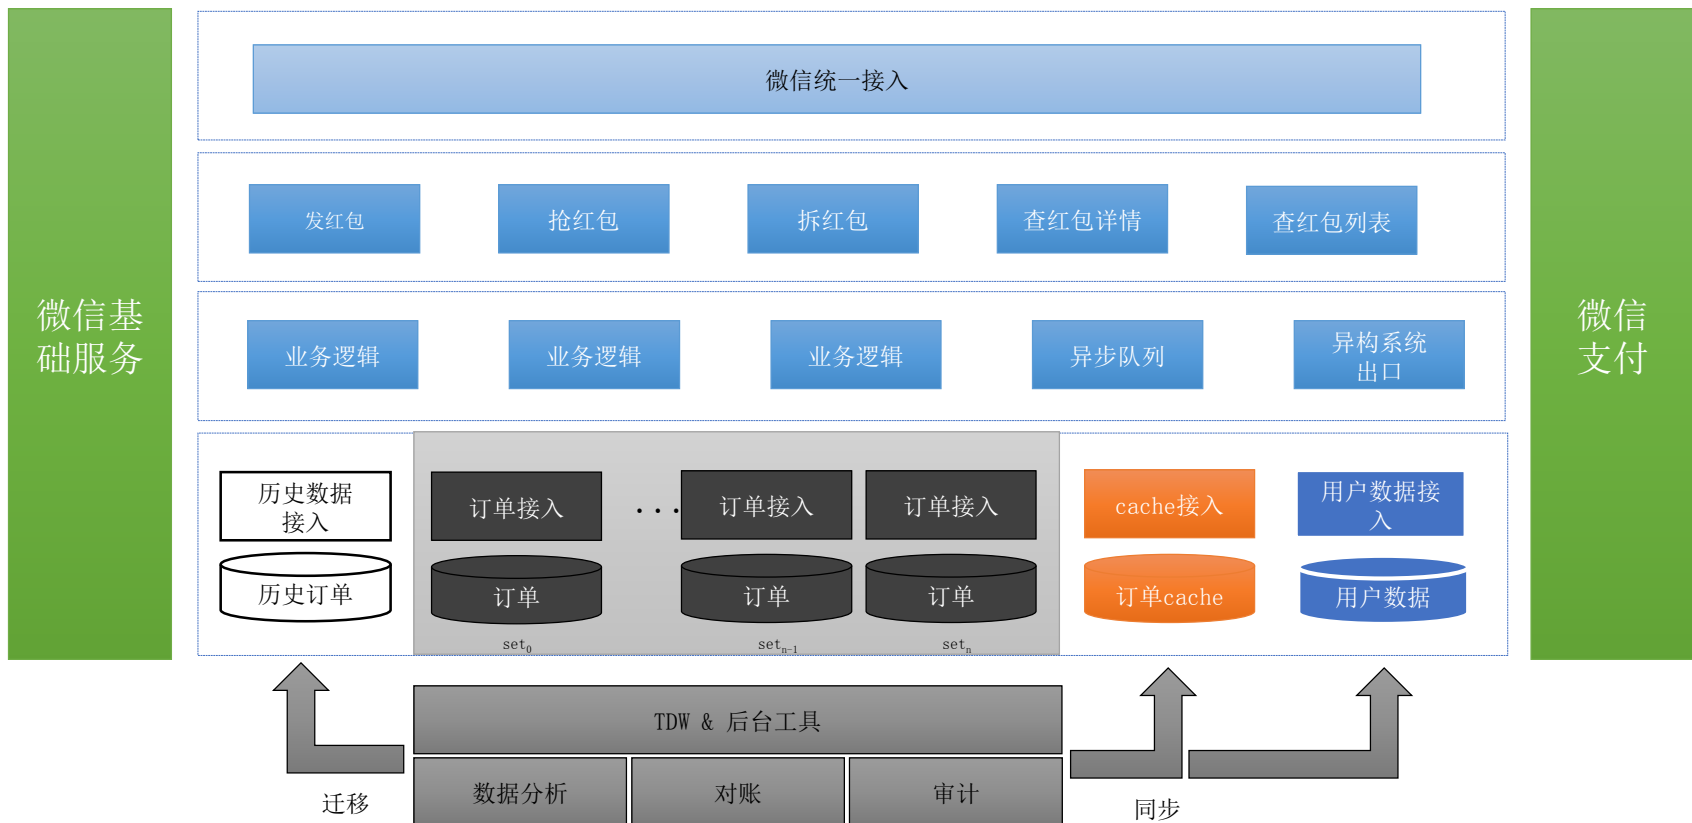 微信基
础服务
微信统一接入
发红包
抢红包
拆红包
查红包详情
查红包列表
业务逻辑
业务逻辑
业务逻辑
异步队列
异构系统
出口
历史数据
接入
订单接入
...
订单接入
订单接入
cache接入
用户数据接
入
历史订单
订单
订单
订单
订单cache
用户数据
set₀
setₙ₋₁
setₙ
TDW & 后台工具
数据分析
对账
审计
迁移
同步
微信
支付